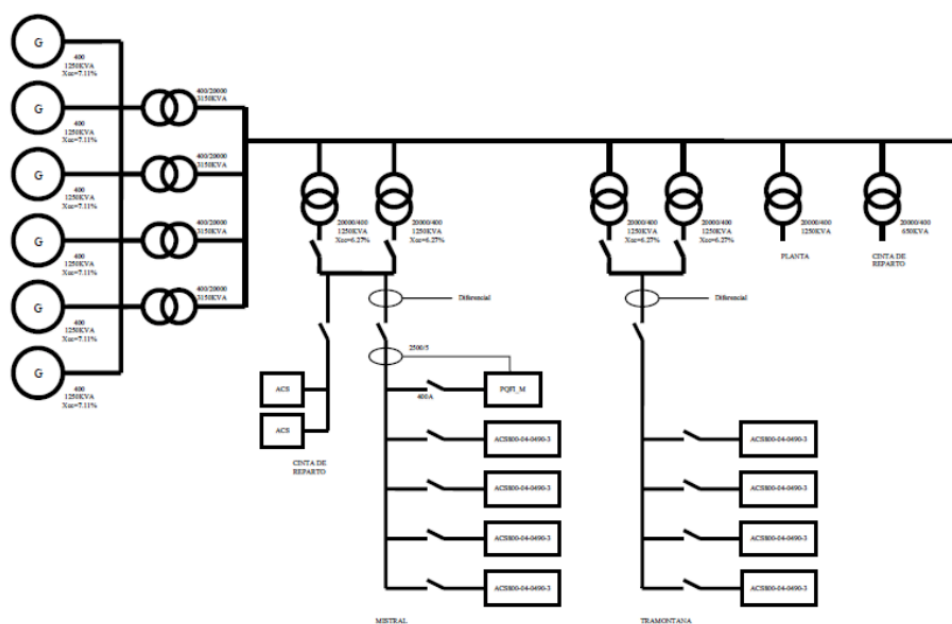 G
400
1250KVA
Xcc=7.11%
G
400
1250KVA
Xcc=7.11%
G
400
1250KVA
Xcc=7.11%
G
400
1250KVA
Xcc=7.11%
G
400
1250KVA
Xcc=7.11%
G
400
1250KVA
Xcc=7.11%
400/20000
3150KVA
400/20000
3150KVA
400/20000
3150KVA
400/20000
3150KVA
20000/400
1250KVA
Xcc=6.27%
20000/400
1250KVA
Xcc=6.27%
20000/400
1250KVA
Xcc=6.27%
20000/400
1250KVA
Xcc=6.27%
20000/400
1250KVA
PLANTA
20000/400
650KVA
CINTA DE
REPARTO
Diferencial
Diferencial
2500/5
400A
PQFI_M
ACS
ACS
CINTA DE
REPARTO
ACS800-04-0490-3
ACS800-04-0490-3
ACS800-04-0490-3
ACS800-04-0490-3
MISTRAL
ACS800-04-0490-3
ACS800-04-0490-3
ACS800-04-0490-3
ACS800-04-0490-3
TRAMONTANA